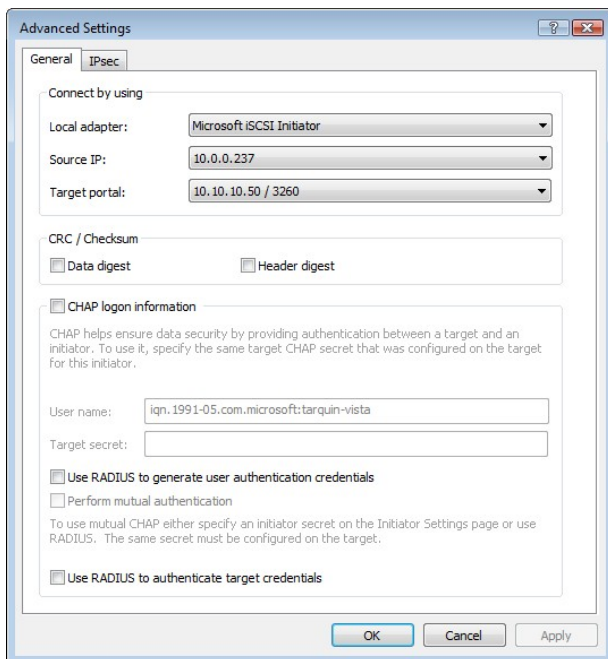 Advanced Settings
General
IPsec
Connect by using
Local adapter:
Microsoft iSCSI Initiator
Source IP:
10.0.0.237
Target portal:
10.10.10.50 / 3260
CRC / Checksum
Data digest
Header digest
CHAP logon information
CHAP helps ensure data security by providing authentication between a target and an
initiator. To use it, specify the same target CHAP secret that was configured on the target
for this initiator.
User name:
iqn.1991-05.com.microsoft:tarquin-vista
Target secret:
Use RADIUS to generate user authentication credentials
Perform mutual authentication
To use mutual CHAP either specify an initiator secret on the Initiator Settings page or use
RADIUS. The same secret must be configured on the target.
Use RADIUS to authenticate target credentials
OK
Cancel
Apply